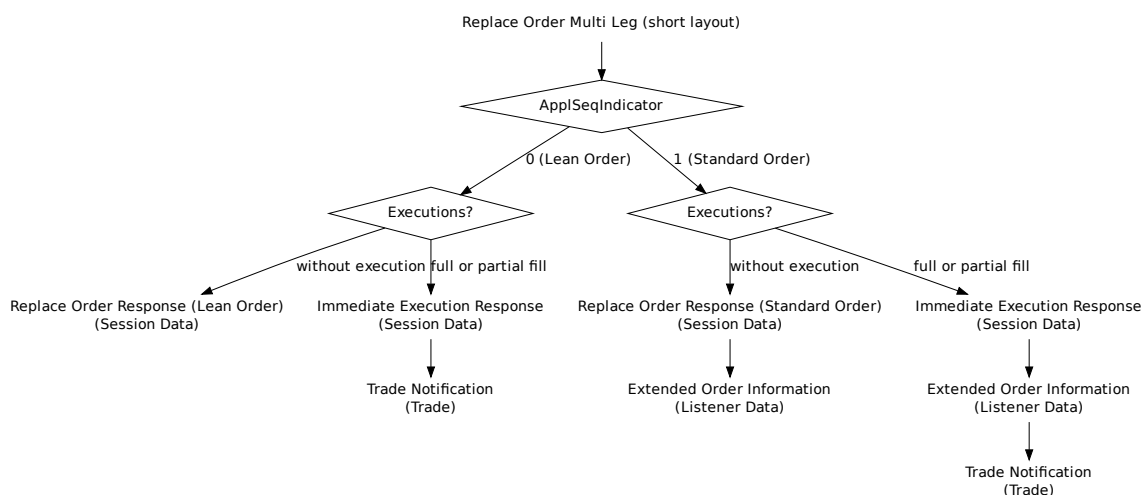 Replace Order Multi Leg (short layout)
ApplSeqIndicator
0 (Lean Order)
1 (Standard Order)
Executions?
Executions?
without execution
full or partial fill
without execution
full or partial fill
Replace Order Response (Lean Order)
(Session Data)
Immediate Execution Response
(Session Data)
Replace Order Response (Standard Order)
(Session Data)
Immediate Execution Response
(Session Data)
Trade Notification
(Trade)
Extended Order Information
(Listener Data)
Extended Order Information
(Listener Data)
Trade Notification
(Trade)